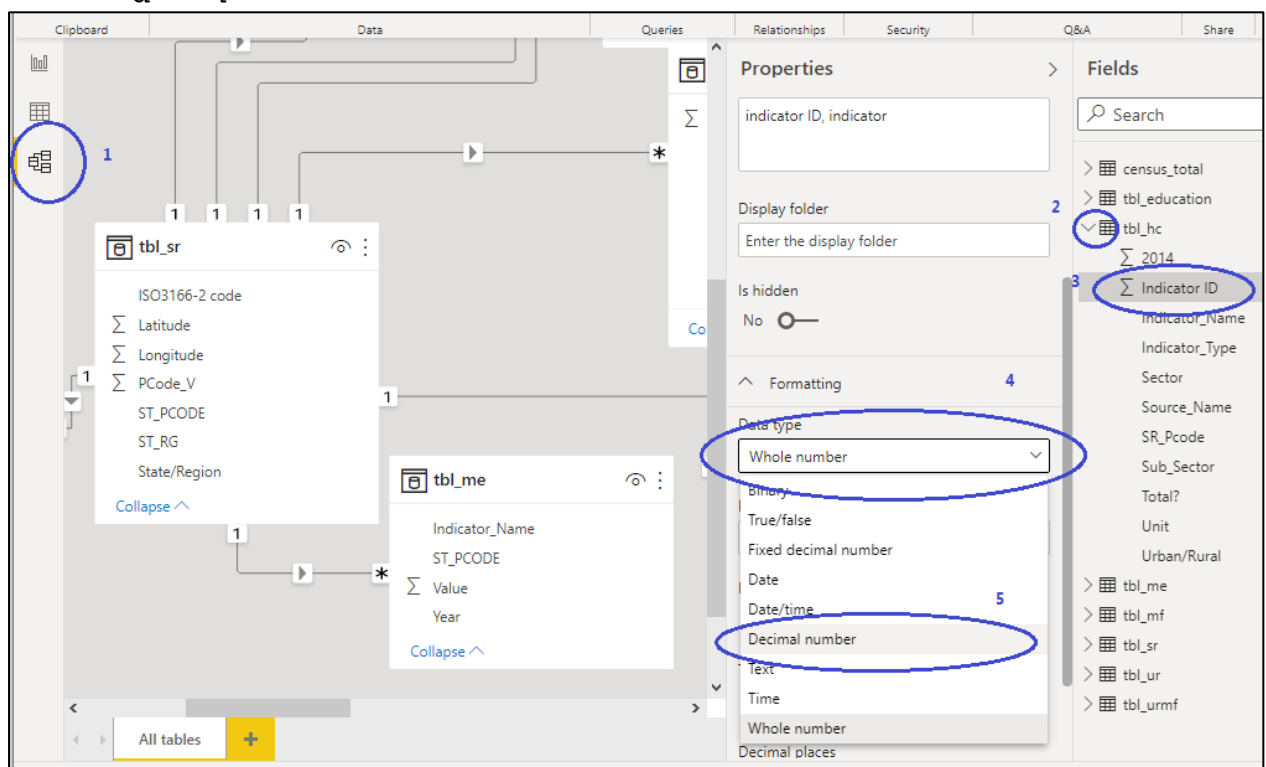 Clipboard
Data
Queries
Relationships
Security
Q&A
Share
1
1 1 1 1
*
tbl_sr
ISO3166-2 code
Latitude
Longitude
PCode_V
ST_PCODE
ST_RG
State/Region
Collapse
1
1
1
*
tbl_me
Indicator_Name
ST_PCODE
Value
Year
Collapse
Co
All tables
+
Properties
indicator ID, indicator
Display folder
Enter the display folder
Is hidden
No
Formatting
4
Data type
Whole number
Binary
True/false
Fixed decimal number
Date
Date/time
5
Decimal number
Text
Time
Whole number
Decimal places
Fields
Search
census_total
tbl_education
2
tbl_hc
2014
3
Indicator ID
Indicator_Name
Indicator_Type
Sector
Source_Name
SR_Pcode
Sub_Sector
Total?
Unit
Urban/Rural
tbl_me
tbl_mf
tbl_sr
tbl_ur
tbl_urmf